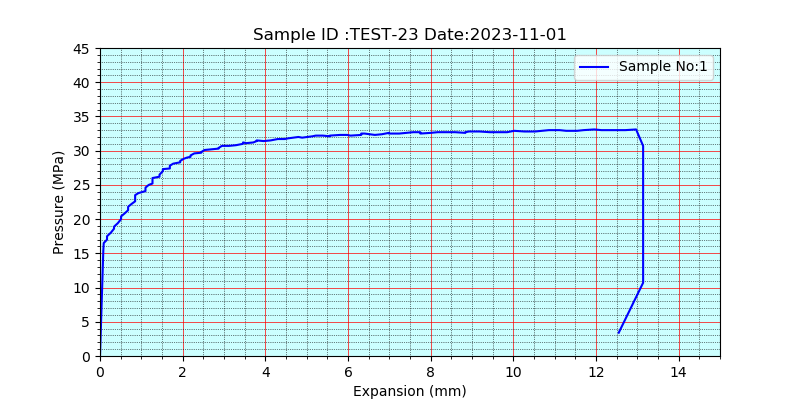 Sample ID :TEST-23 Date:2023-11-01
Sample No:1
Pressure (MPa)
45
40
35
30
25
20
15
10
5
0
0 2 4 6 8 10 12 14
Expansion (mm)